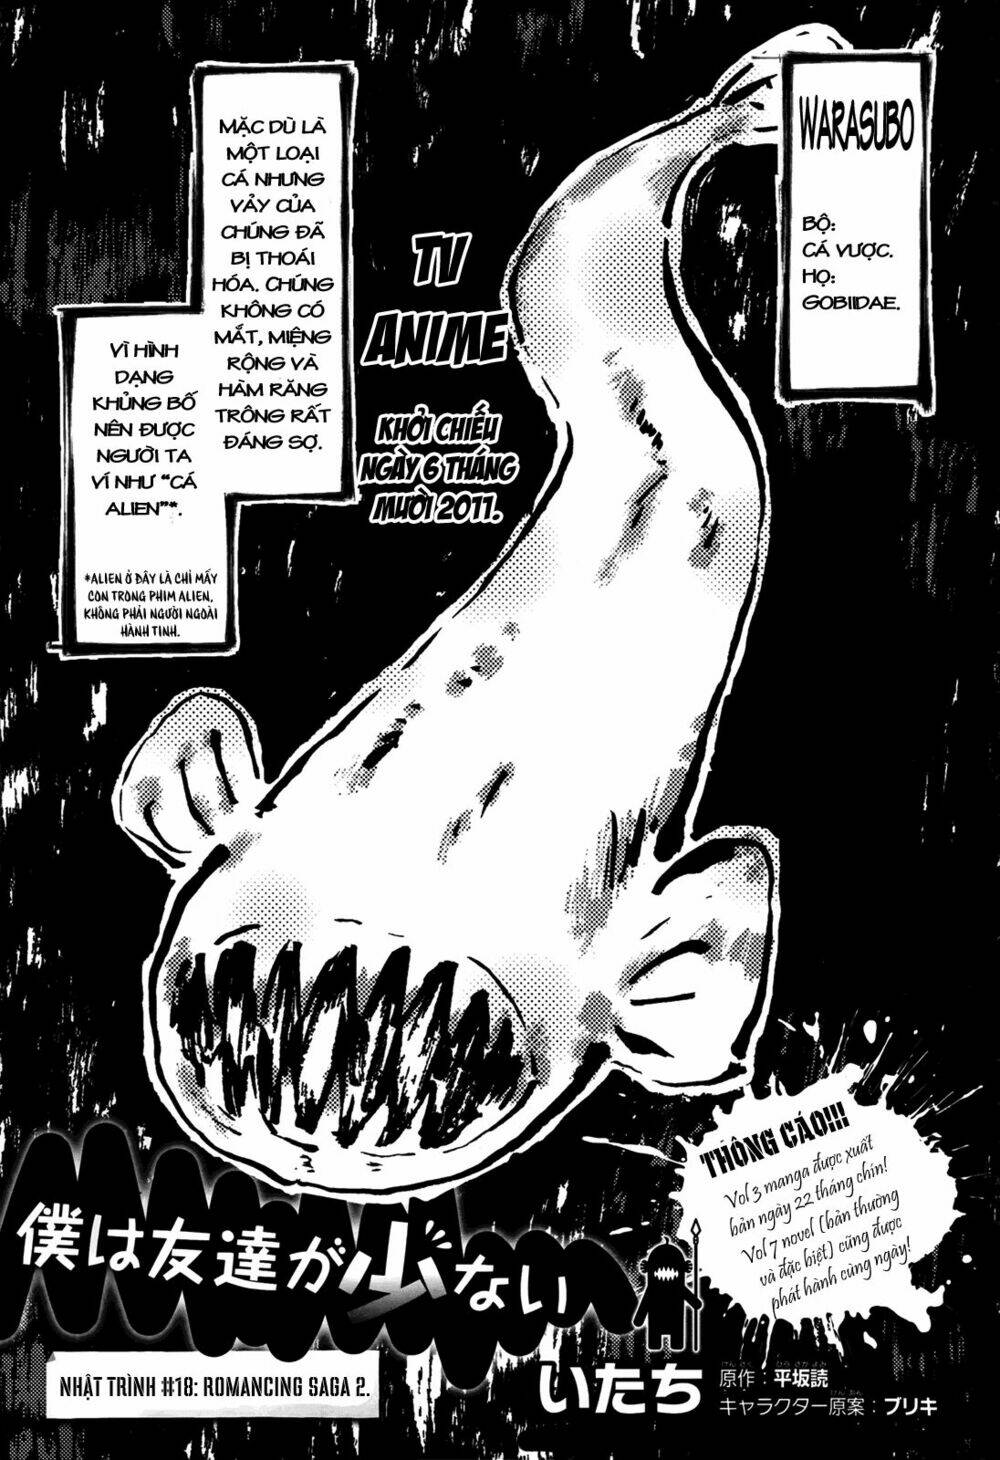 WARASUBO
BỘ:
CÁ VƯỢC.
HỌ:
GOBIIDAE.
TV
ANIME
KHỞI CHIẾU
NGÀY 6 THÁNG
MƯỜI 2011.
MẶC DÙ LÀ
MỘT LOẠI
CÁ NHƯNG
VẢY CỦA
CHÚNG ĐÃ
BỊ THOÁI
HÓA. CHÚNG
KHÔNG CÓ
MẮT, MIỆNG
RỘNG VÀ
HÀM RĂNG
TRÔNG RẤT
ĐÁNG SỢ.
VÌ HÌNH
DẠNG
KHỦNG BỐ
NÊN ĐƯỢC
NGƯỜI TA
VÍ NHƯ “CÁ
ALIEN”*.
*ALIEN Ở ĐÂY LÀ CHỈ MẤY
CON TRONG PHIM ALIEN,
KHÔNG PHẢI NGƯỜI NGOÀI
HÀNH TINH.
THÔNG CÁO!!!
Vol 3 manga được xuất
bản ngày 22 tháng chín!
Vol 7 novel (bản thường
và đặc biệt) cũng được
phát hành cùng ngày!
僕は友達が少ない
NHẬT TRÌNH #18: ROMANCING SAGA 2.
いたち
原作：平坂読
キャラクター原案：ブリキ